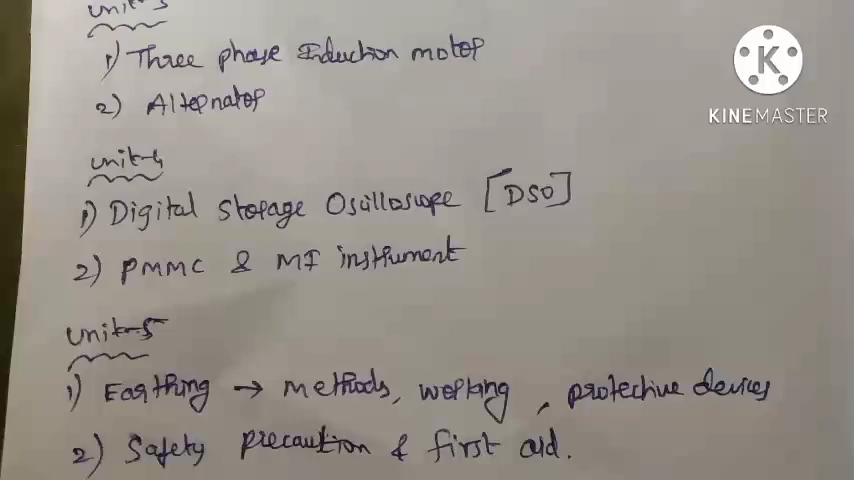 unit-3
1) Three phase Induction motor
2) Alternator
unit-4
1) Digital Storage Oscilloscope [DSO]
2) PMMC & MI instrument
unit-5
1) Earthing → methods, working, protective devices
2) Safety precaution & first aid.
K
KINEMASTER